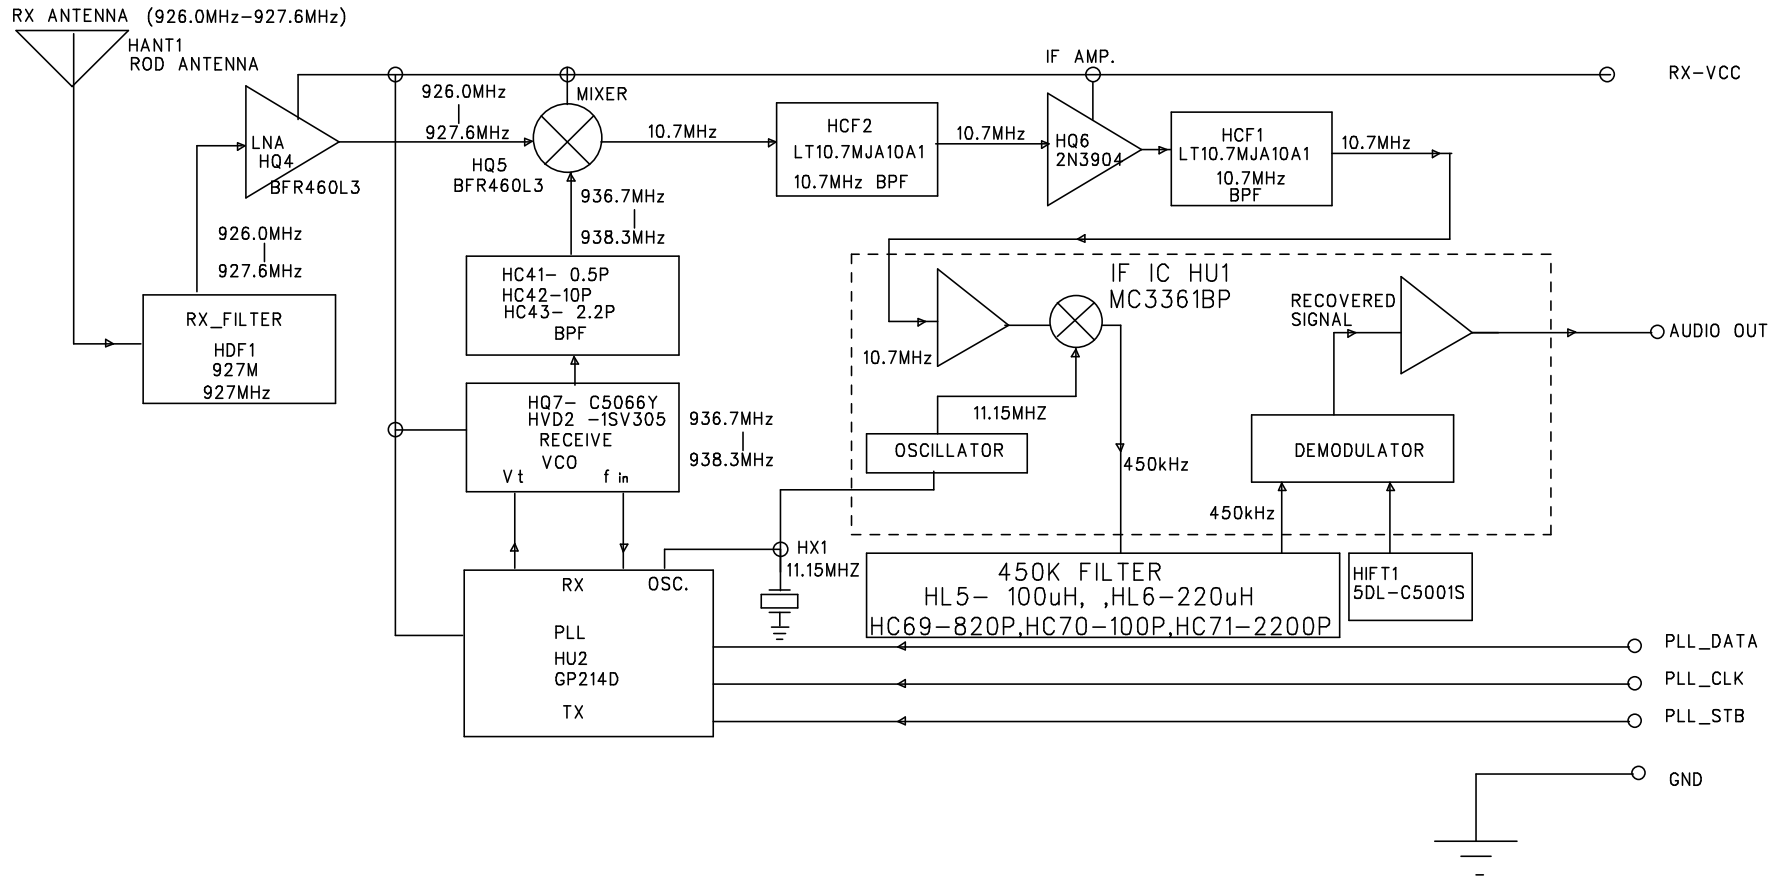 RX ANTENNA (926.0MHz-927.6MHz)
HANT1
ROD ANTENNA
IF AMP.
RX-VCC
926.0MHz
927.6MHz
MIXER
LNA
HQ4
BFR460L3
HQ5
BFR460L3
10.7MHz
HCF2
LT10.7MJA10A1
10.7MHz BPF
10.7MHz
HQ6
2N3904
HCF1
LT10.7MJA10A1
10.7MHz
BPF
10.7MHz
926.0MHz
927.6MHz
936.7MHz
938.3MHz
RX_FILTER
HDF1
927M
927MHz
HC41- 0.5P
HC42-10P
HC43- 2.2P
BPF
IF IC HU1
MC3361BP
RECOVERED
SIGNAL
AUDIO OUT
10.7MHz
11.15MHZ
OSCILLATOR
450kHz
DEMODULATOR
450kHz
HQ7- C5066Y
HVD2 -1SV305
RECEIVE
VCO
Vt f in
936.7MHz
938.3MHz
HX1
11.15MHZ
RX OSC.
PLL
HU2
GP214D
TX
450K FILTER
HL5- 100uH, ,HL6-220uH
HC69-820P,HC70-100P,HC71-2200P
HIFT1
5DL-C5001S
PLL_DATA
PLL_CLK
PLL_STB
GND